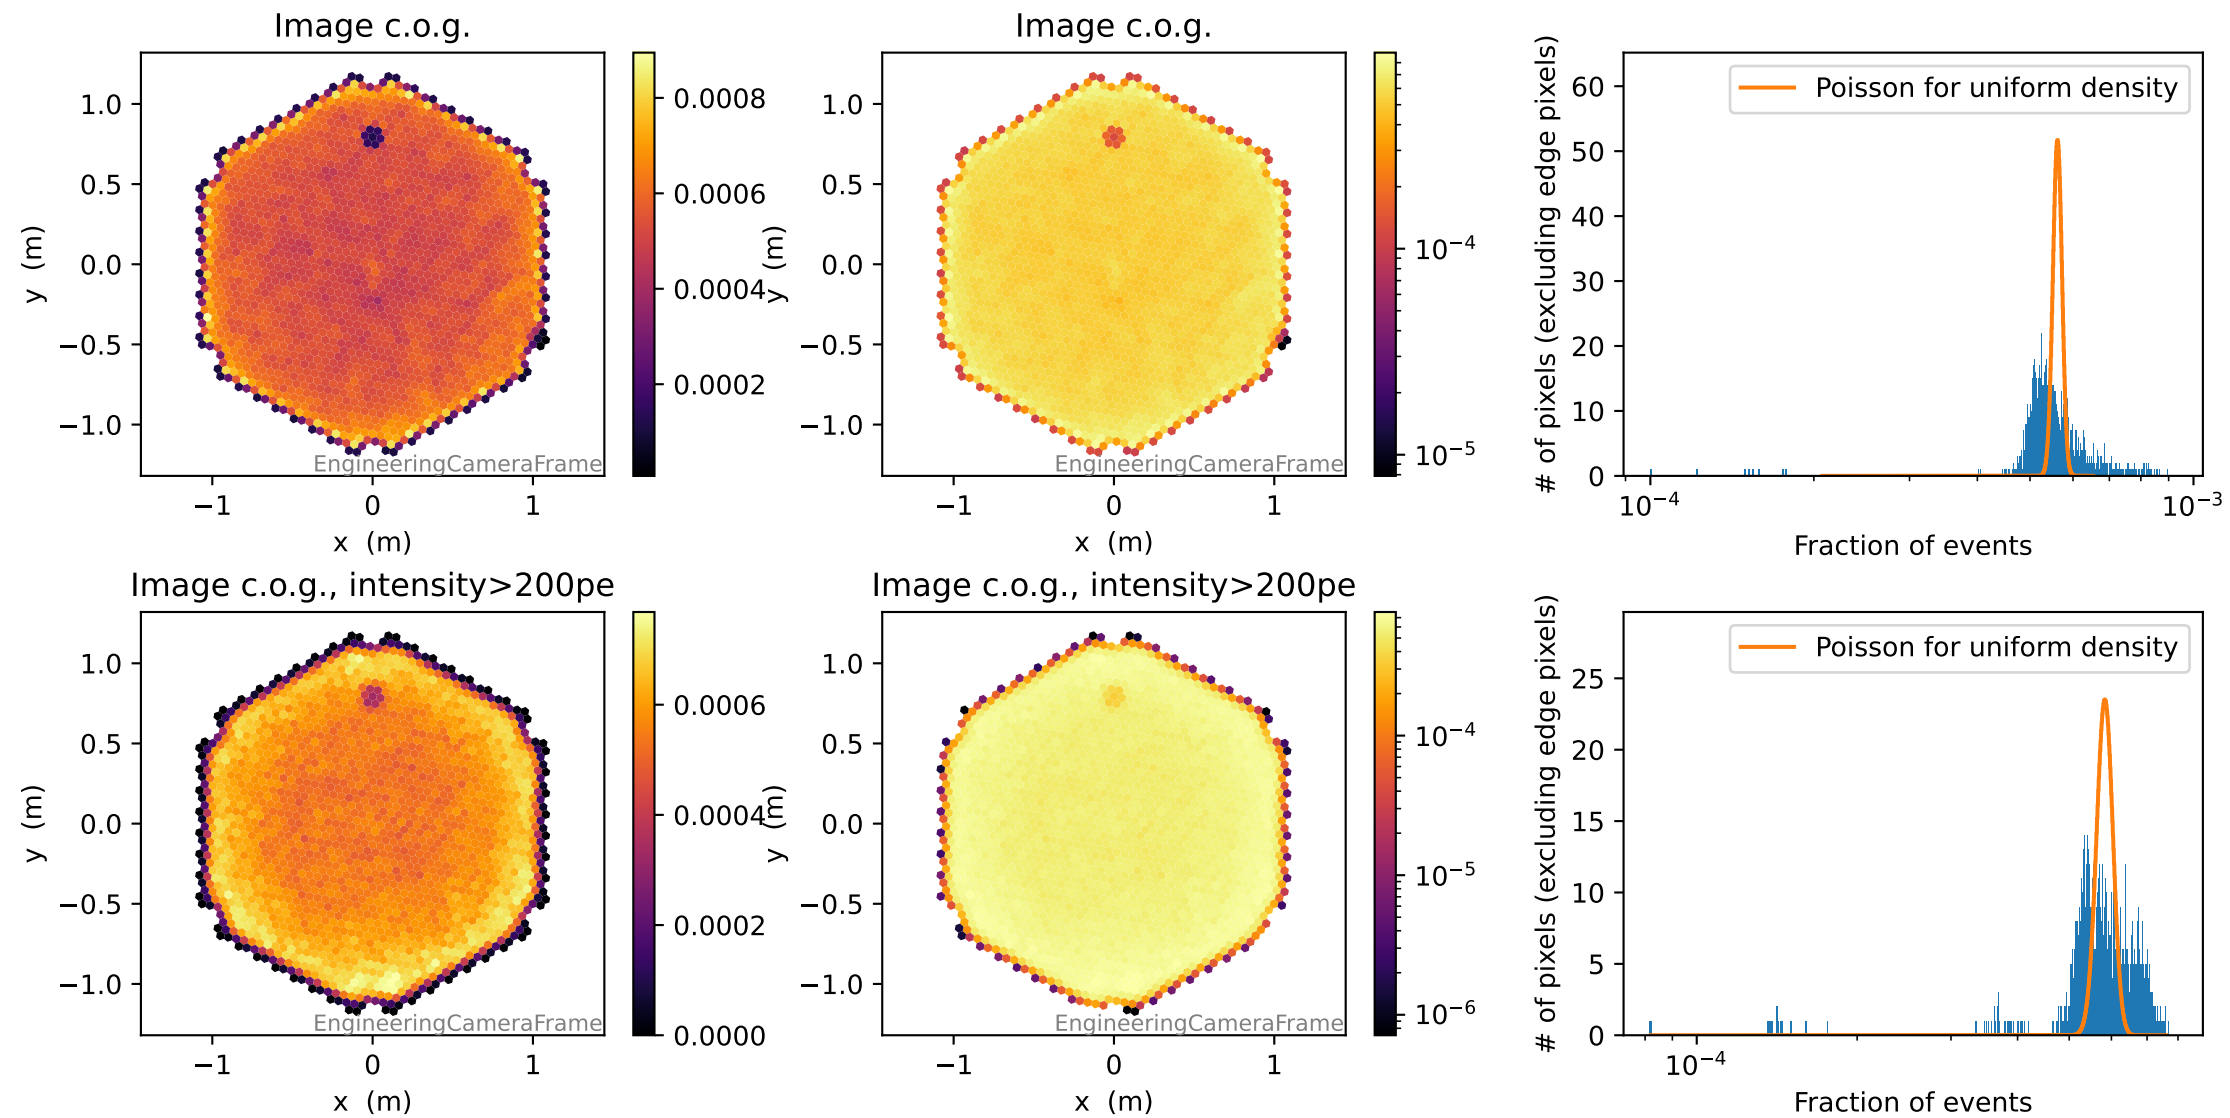 Image c.o.g.
1.0
0.5
0.0
−0.5
−1.0
y (m)
−1 0 1
x (m)
EngineeringCameraFrame
0.0008
0.0006
0.0004
0.0002
Image c.o.g.
1.0
0.5
0.0
−0.5
−1.0
y (m)
−1 0 1
x (m)
EngineeringCameraFrame
10⁻⁴
10⁻⁵
# of pixels (excluding edge pixels)
60
50
40
30
20
10
0
Poisson for uniform density
10⁻⁴ 10⁻³
Fraction of events
Image c.o.g., intensity>200pe
1.0
0.5
0.0
−0.5
−1.0
y (m)
−1 0 1
x (m)
EngineeringCameraFrame
0.0006
0.0004
0.0002
0.0000
Image c.o.g., intensity>200pe
1.0
0.5
0.0
−0.5
−1.0
y (m)
−1 0 1
x (m)
EngineeringCameraFrame
10⁻⁴
10⁻⁵
10⁻⁶
# of pixels (excluding edge pixels)
25
20
15
10
5
0
Poisson for uniform density
10⁻⁴
Fraction of events